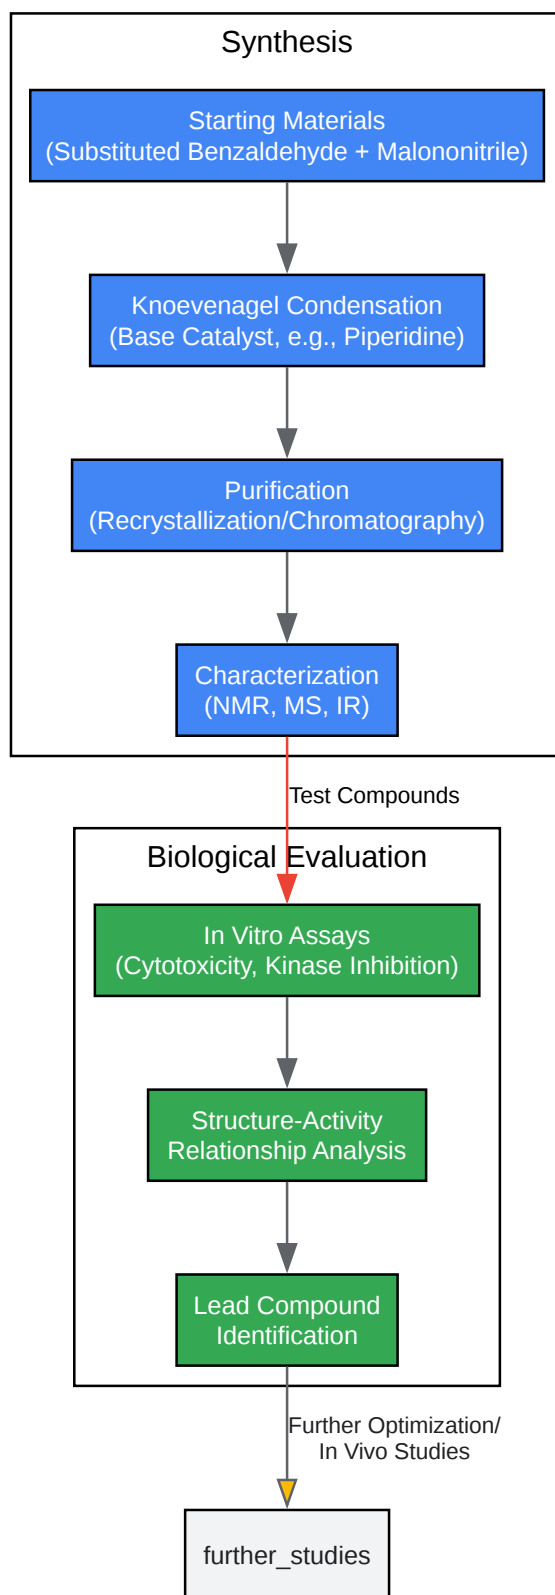 Synthesis
Starting Materials
(Substituted Benzaldehyde + Malononitrile)
Knoevenagel Condensation
(Base Catalyst, e.g., Piperidine)
Purification
(Recrystallization/Chromatography)
Characterization
(NMR, MS, IR)
Test Compounds
Biological Evaluation
In Vitro Assays
(Cytotoxicity, Kinase Inhibition)
Structure-Activity
Relationship Analysis
Lead Compound
Identification
Further Optimization/
In Vivo Studies
further_studies